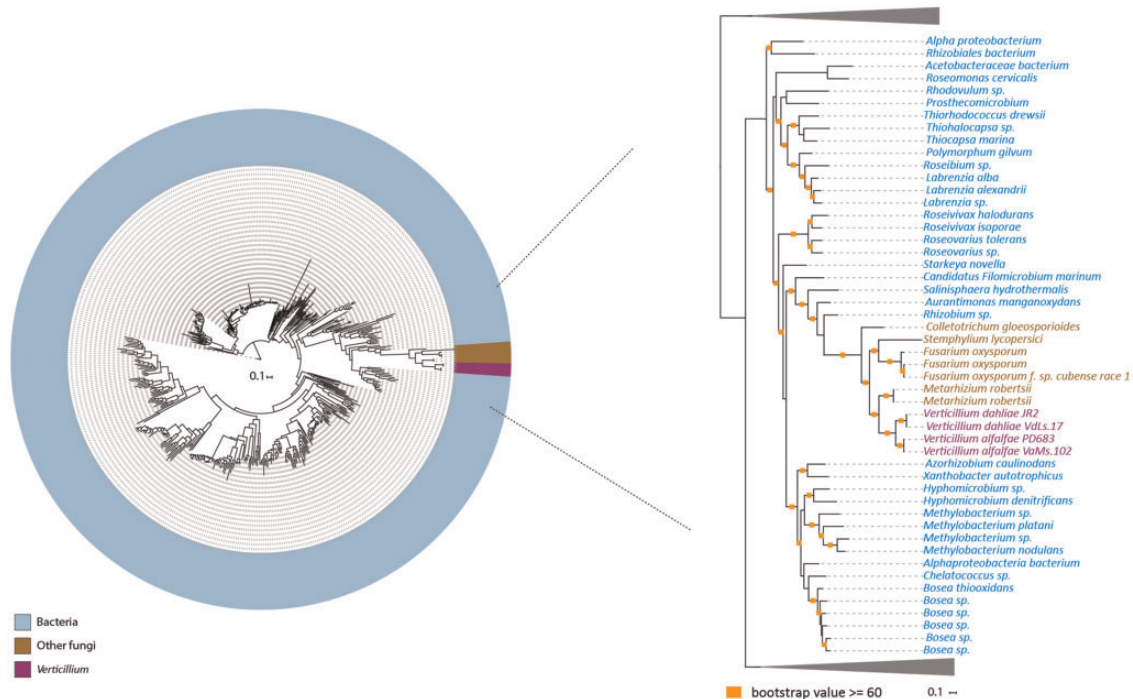 0.1
Bacteria
Other fungi
Verticillium
Alpha proteobacterium
Rhizobiales bacterium
Acetobacteraceae bacterium
Roseomonas cervicalis
Rhodovulum sp.
Prosthecomicrobium
Thiorhodococcus drewsii
Thiohalocapsa sp.
Thiocapsa marina
Polymorphum gilvum
Roseibium sp.
Labrenzia alba
Labrenzia alexandrii
Labrenzia sp.
Roseivivax halodurans
Roseivivax isoporae
Roseovarius tolerans
Roseovarius sp.
Starkeya novella
Candidatus Filomicrobium marinum
Salinisphaera hydrothermalis
Aurantimonas manganoxydans
Rhizobium sp.
Colletotrichum gloeosporioides
Stemphylium lycopersici
Fusarium oxysporum
Fusarium oxysporum
Fusarium oxysporum f. sp. cubense race 1
Metarhizium robertsii
Metarhizium robertsii
Verticillium dahliae JR2
Verticillium dahliae VdLs.17
Verticillium alfalfae PD683
Verticillium alfalfae VaMs.102
Azorhizobium caulinodans
Xanthobacter autotrophicus
Hyphomicrobium sp.
Hyphomicrobium denitrificans
Methylobacterium sp.
Methylobacterium platani
Methylobacterium sp.
Methylobacterium nodulans
Alphaproteobacteria bacterium
Chelatococcus sp.
Bosea thiooxidans
Bosea sp.
Bosea sp.
Bosea sp.
Bosea sp.
Bosea sp.
bootstrap value >= 60
0.1